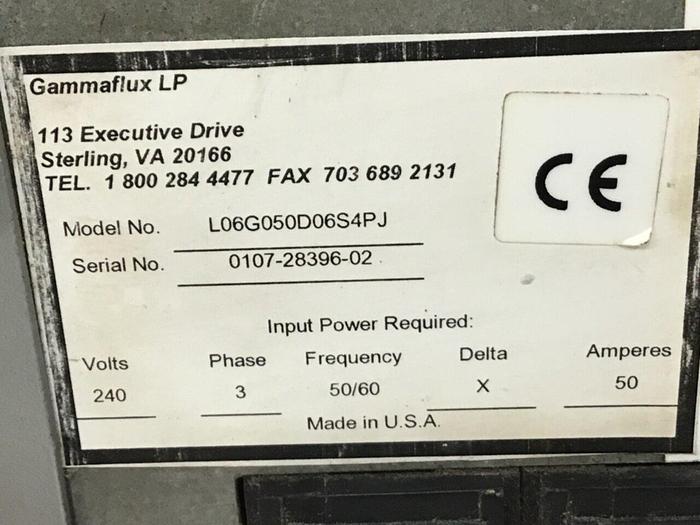 Gammaflux LP
113 Executive Drive
Sterling, VA 20166
TEL. 1 800 284 4477 FAX 703 689 2131
CE
Model No. L06G050D06S4PJ
Serial No. 0107-28396-02
Input Power Required:
Volts Phase Frequency Delta Amperes
240 3 50/60 X 50
Made in U.S.A.